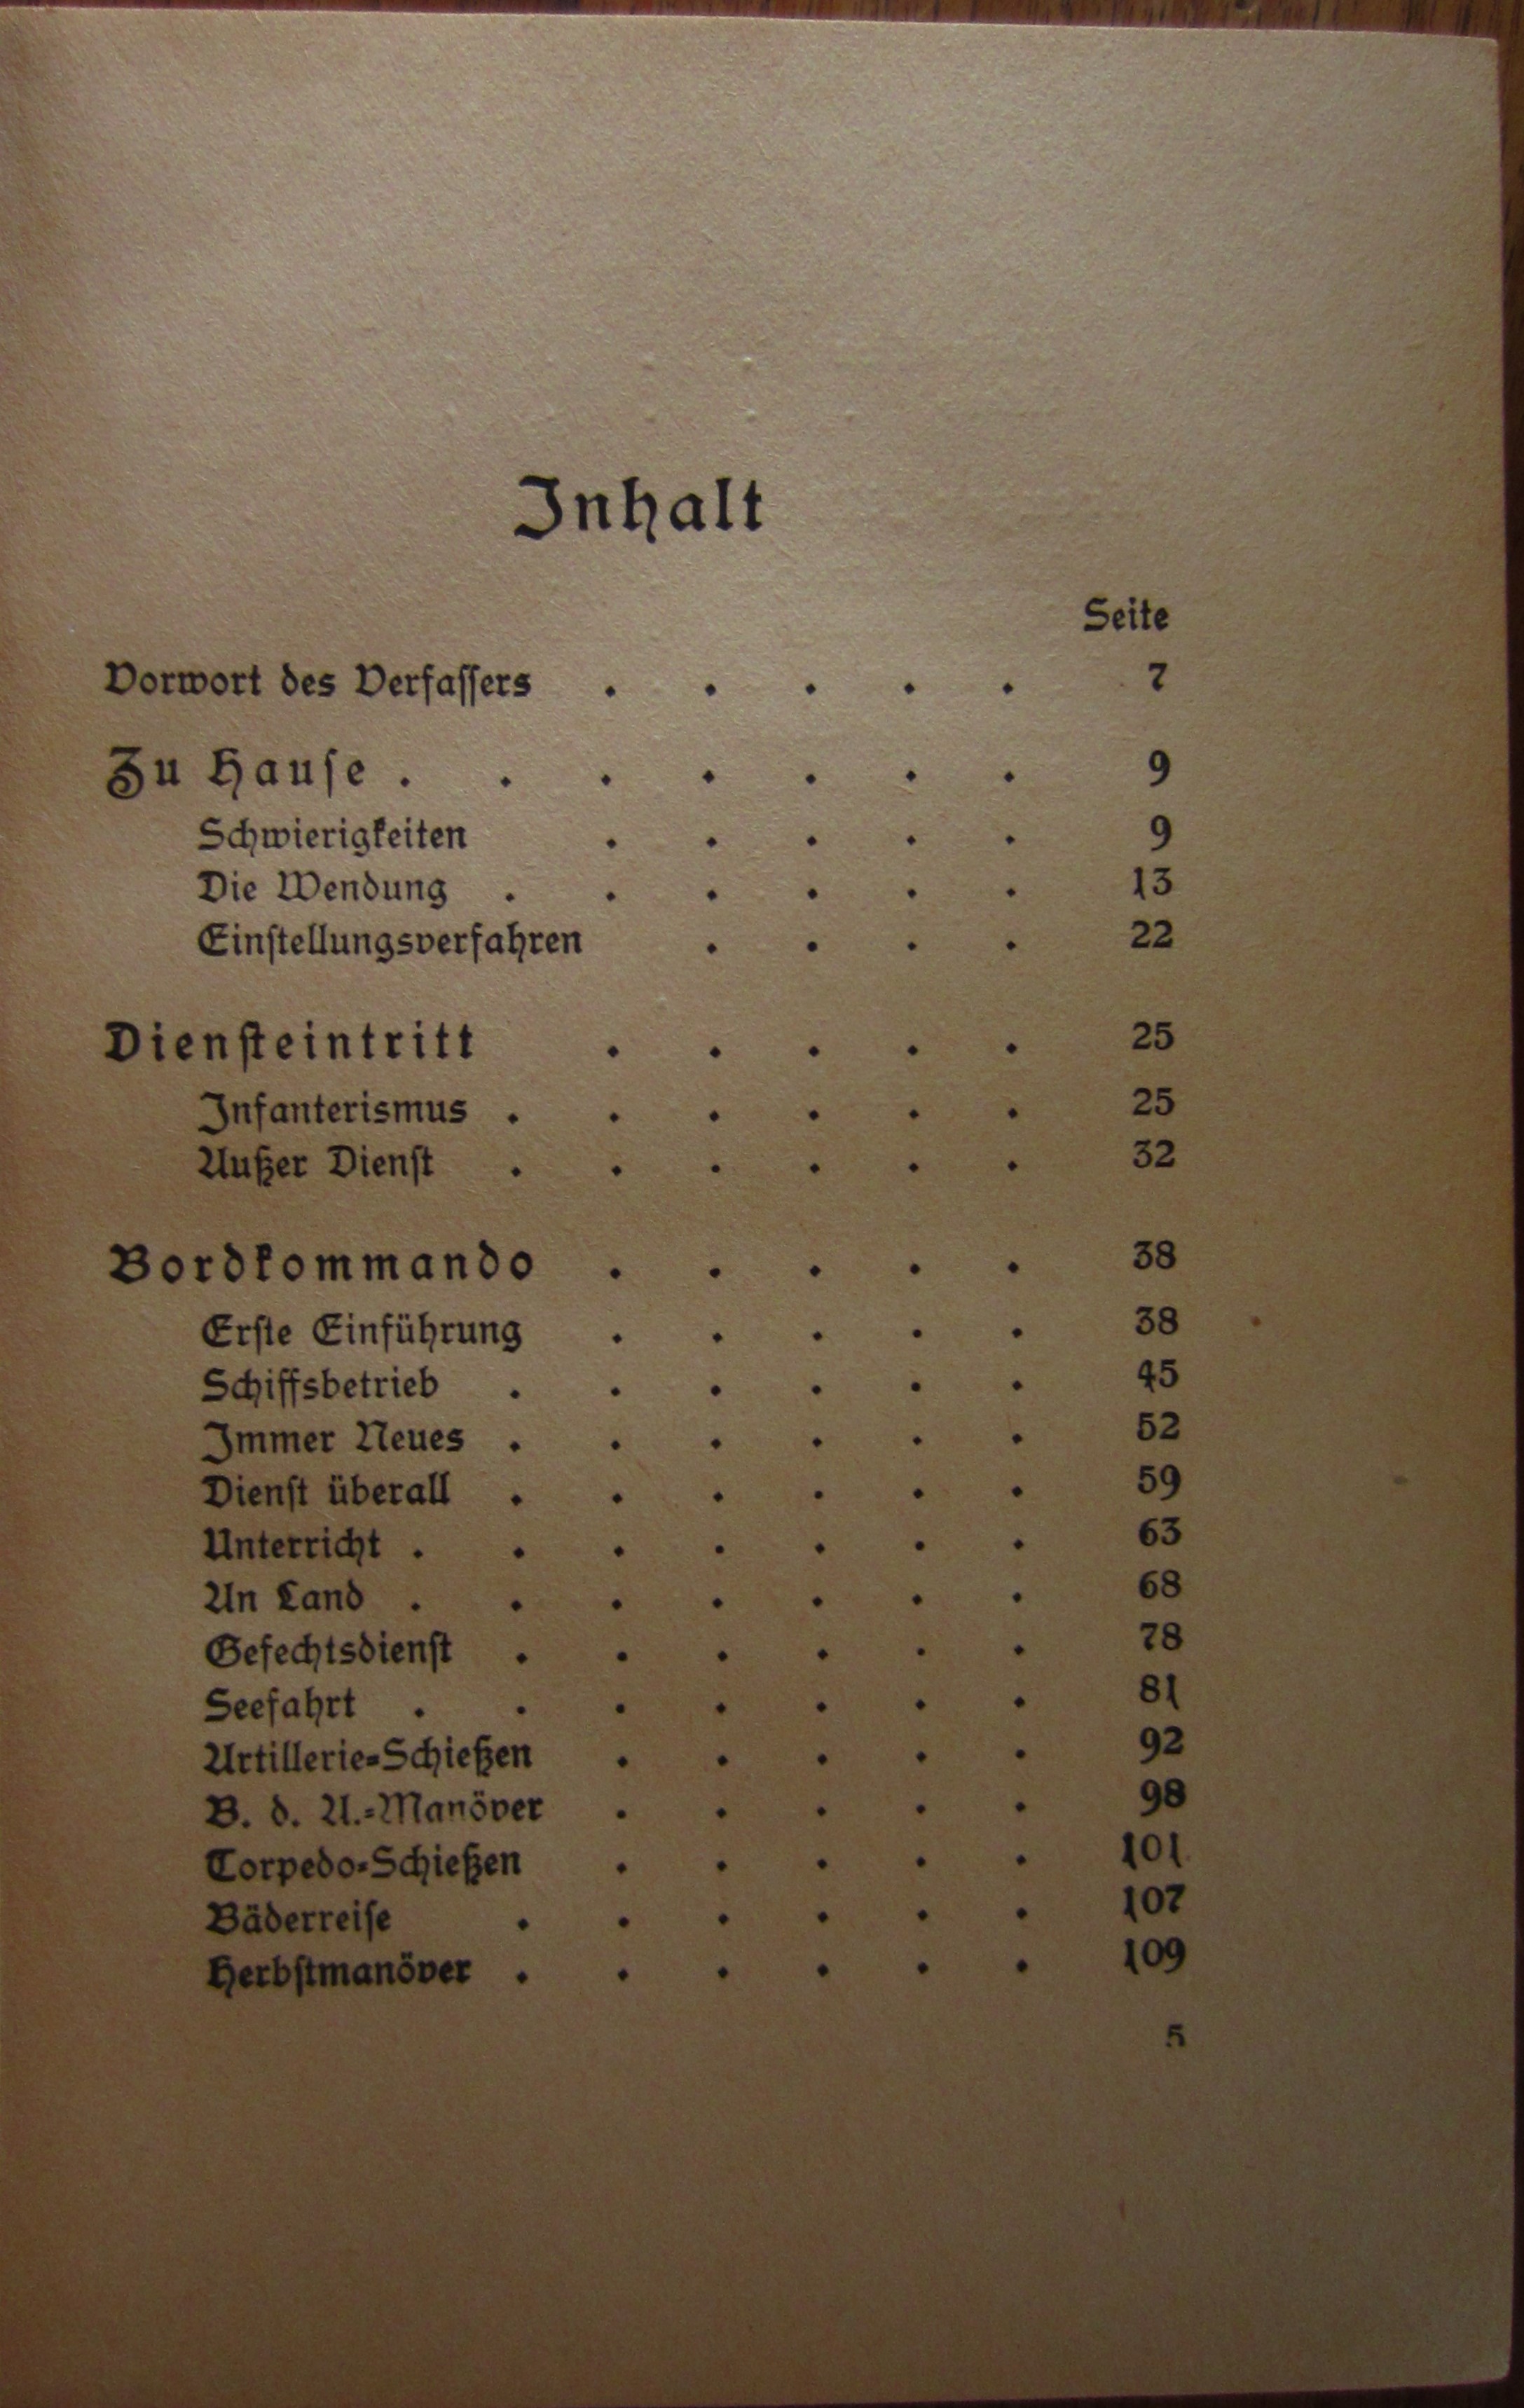 Inhalt
Seite
Vorwort des Verfassers . . . . . 7
Zu Hause . . . . . . . 9
Schwierigkeiten . . . . . 9
Die Wendung . . . . . . 13
Einstellungsverfahren . . . . 22
Diensteintritt . . . . . 25
Infanterismus . . . . . . 25
Außer Dienst . . . . . . 32
Bordkommando . . . . . 38
Erste Einführung . . . . . 38
Schiffsbetrieb . . . . . . 45
Immer Neues . . . . . . 52
Dienst überall . . . . . . 59
Unterricht . . . . . . . 63
An Land . . . . . . . 68
Gefechtsdienst . . . . . . 78
Seefahrt . . . . . . . 81
Artillerie-Schießen . . . . . 92
B. d. A.-Manöver . . . . . 98
Torpedo-Schießen . . . . . 101
Bäderreise . . . . . . 107
Herbstmanöver . . . . . . 109
5